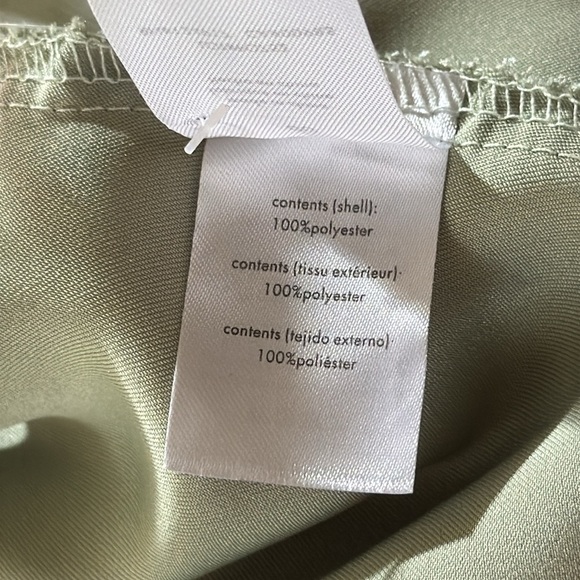 contents (shell):
100%polyester
contents (tissu extérieur):
100%polyester
contents (tejido externo):
100%poliéster